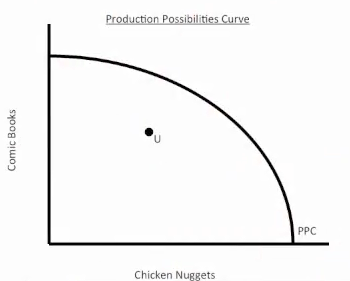 Production Possibilities Curve
Comic Books
U
PPC
Chicken Nuggets